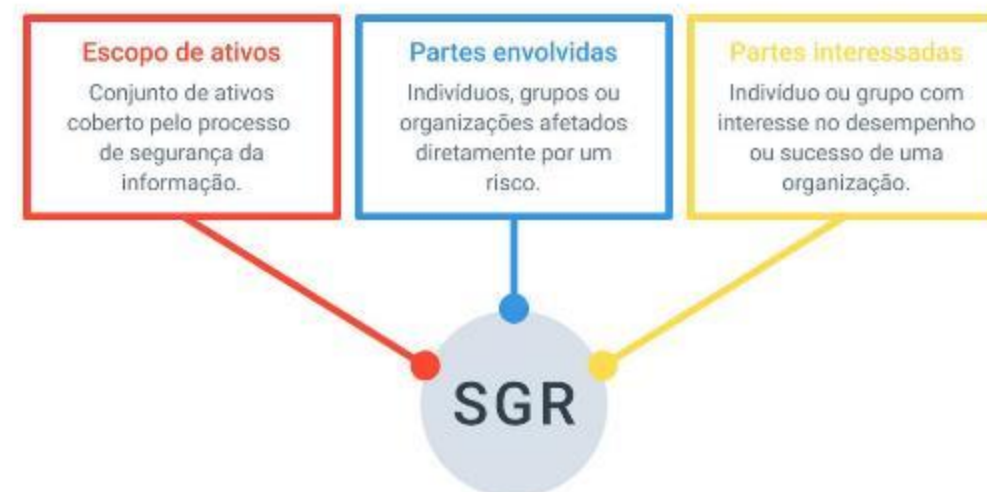 Escopo de ativos
Conjunto de ativos
coberto pelo processo
de segurança da
informação.
Partes envolvidas
Indivíduos, grupos ou
organizações afetados
diretamente por um
risco.
Partes interessadas
Indivíduo ou grupo com
interesse no desempenho
ou sucesso de uma
organização.
SGR